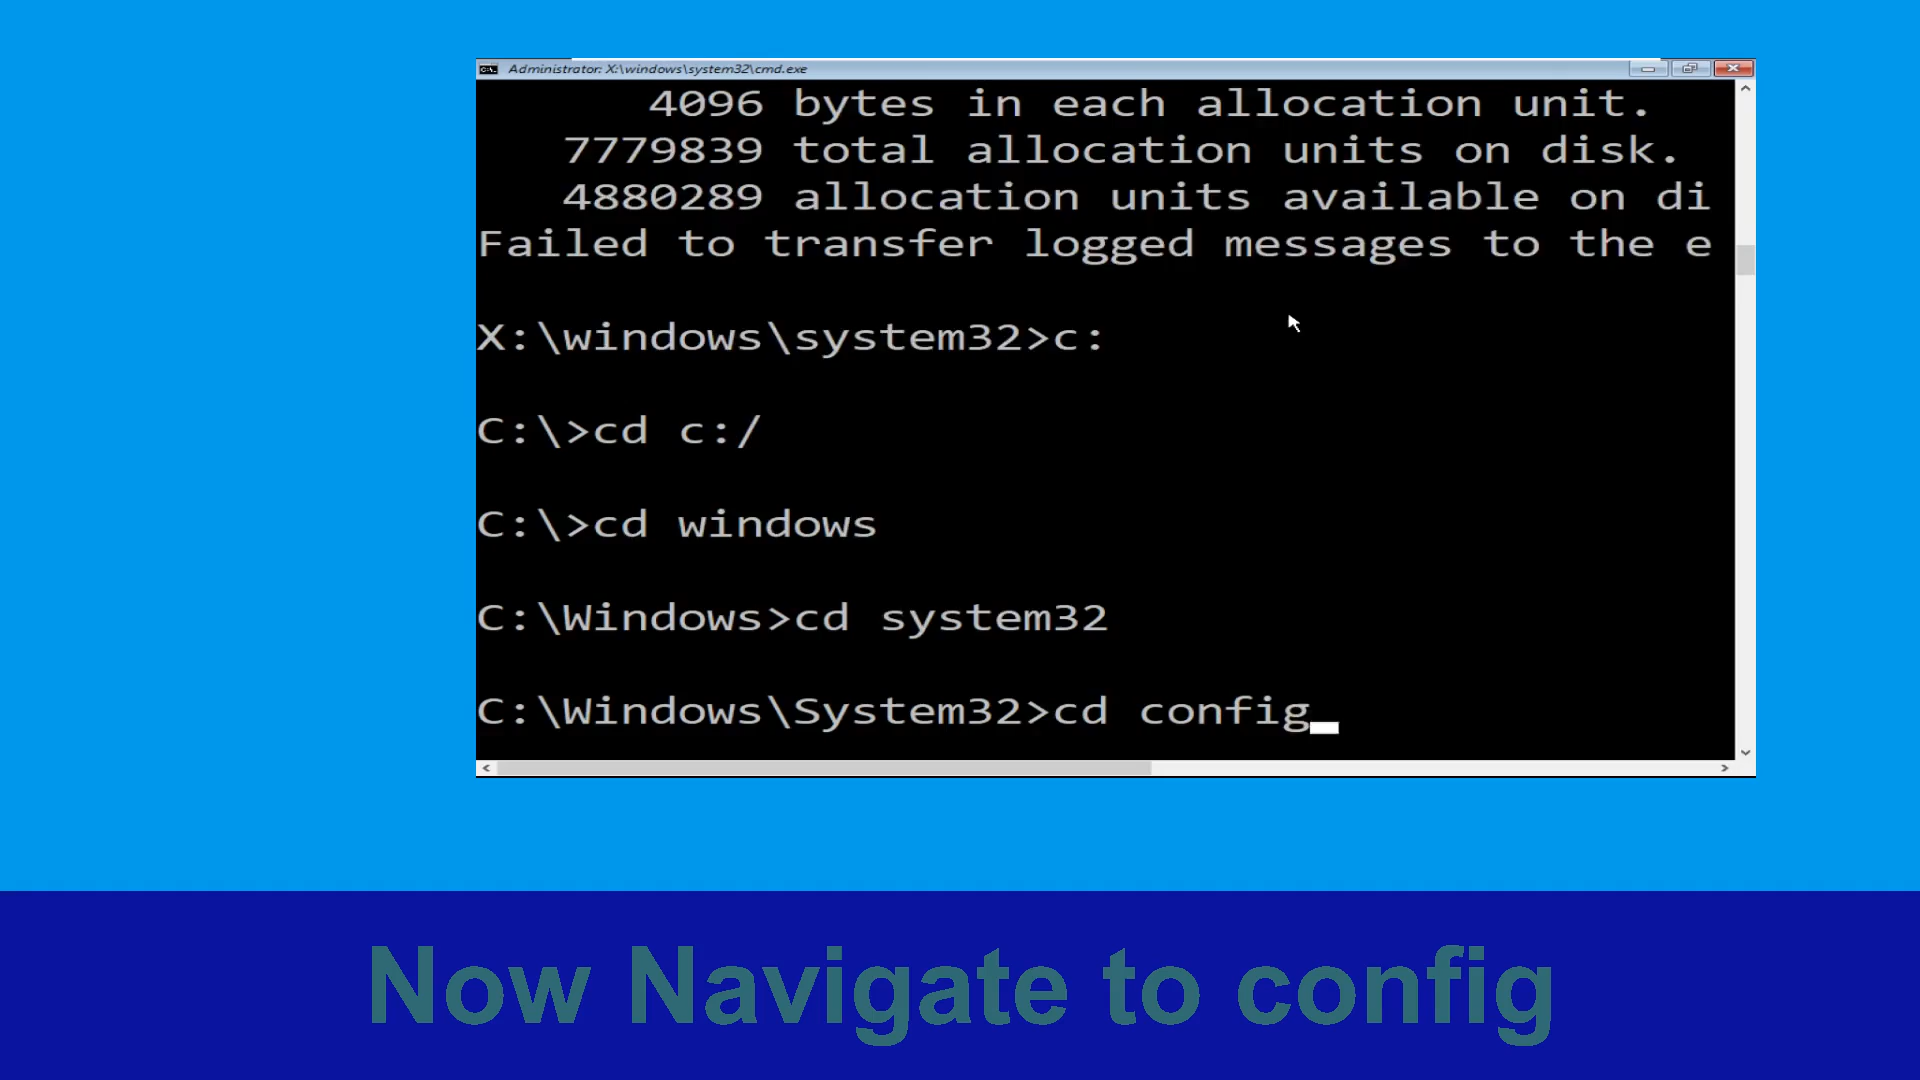 Administrator: X:\windows\system32\cmd.exe
4096 bytes in each allocation unit.
7779839 total allocation units on disk.
4880289 allocation units available on di
Failed to transfer logged messages to the e
X:\windows\system32>c:
C:\>cd c:/
C:\>cd windows
C:\Windows>cd system32
C:\Windows\System32>cd config
Now Navigate to config